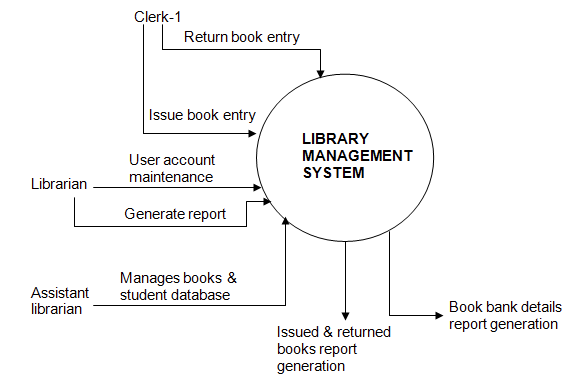 Clerk-1
Return book entry
Issue book entry
LIBRARY
MANAGEMENT
SYSTEM
User account
maintenance
Librarian
Generate report
Manages books &
student database
Assistant
librarian
Book bank details
report generation
Issued & returned
books report
generation